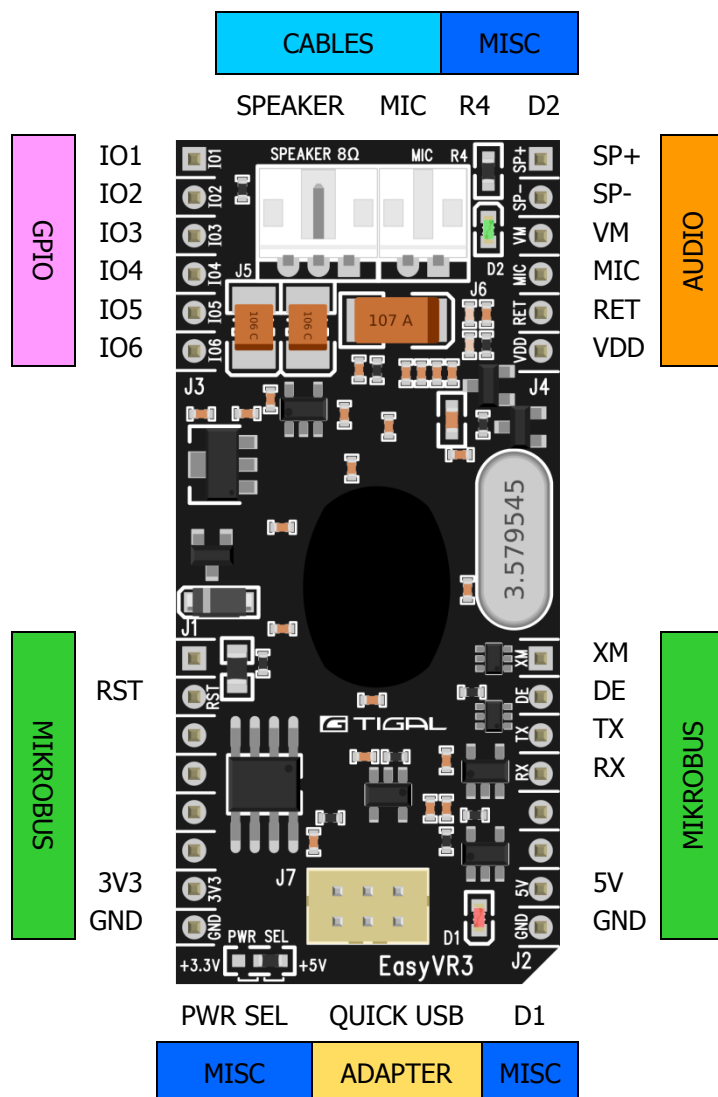 CABLES MISC
SPEAKER MIC R4 D2
GPIO
IO1
IO2
IO3
IO4
IO5
IO6
SPEAKER 8Ω MIC R4
IO1
IO2
IO3
IO4
IO5
IO6
J3
J5
106 C
106 C
107 A
D2
J6
SP+
SP-
VM
MIC
RET
VDD
J4
SP+
SP-
VM
MIC
RET
VDD
AUDIO
3.579545
J1
MIKROBUS
RST
3V3
GND
RST
3V3
GND
TIGAL
J7
XM
DE
TX
RX
5V
GND
XM
DE
TX
RX
5V
GND
MIKROBUS
D1
PWR SEL
+3.3V +5V
EasyVR3
J2
PWR SEL QUICK USB D1
MISC ADAPTER MISC